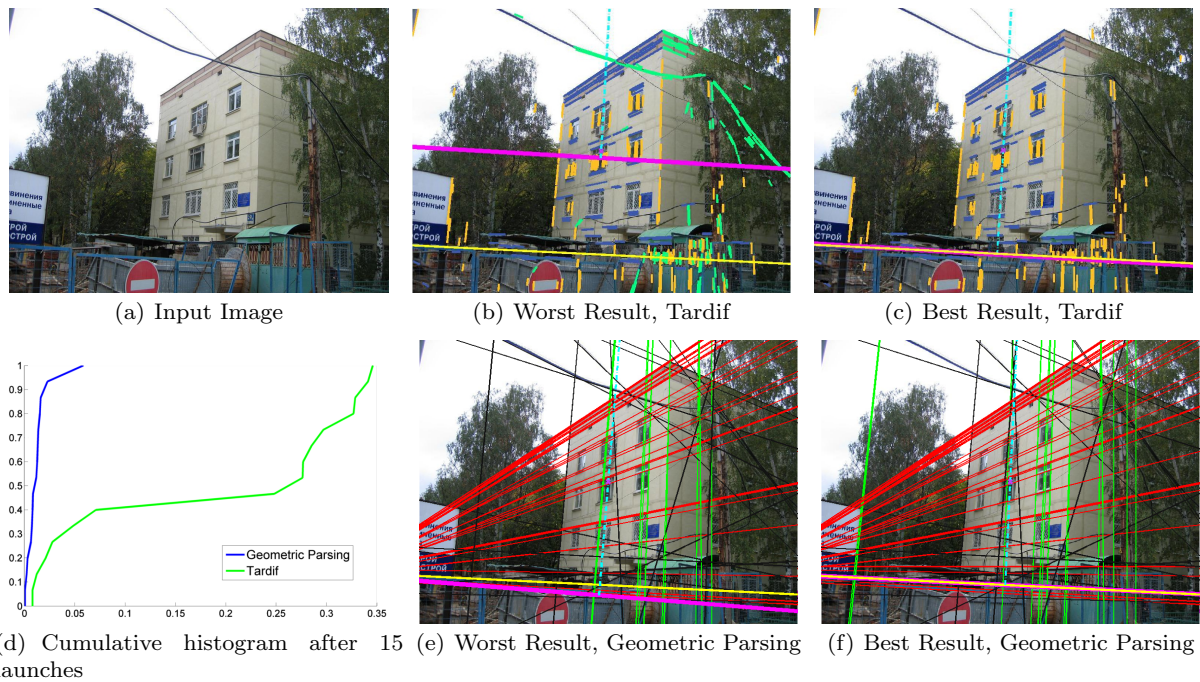 винения
иненные
в
РОЙ
СТРОЙ
(a) Input Image
(b) Worst Result, Tardif
(c) Best Result, Tardif
1
0.9
0.8
0.7
0.6
0.5
0.4
0.3
0.2
0.1
0
Geometric Parsing
Tardif
0 0.05 0.1 0.15 0.2 0.25 0.3 0.35
(d) Cumulative histogram after 15
launches
(e) Worst Result, Geometric Parsing
(f) Best Result, Geometric Parsing